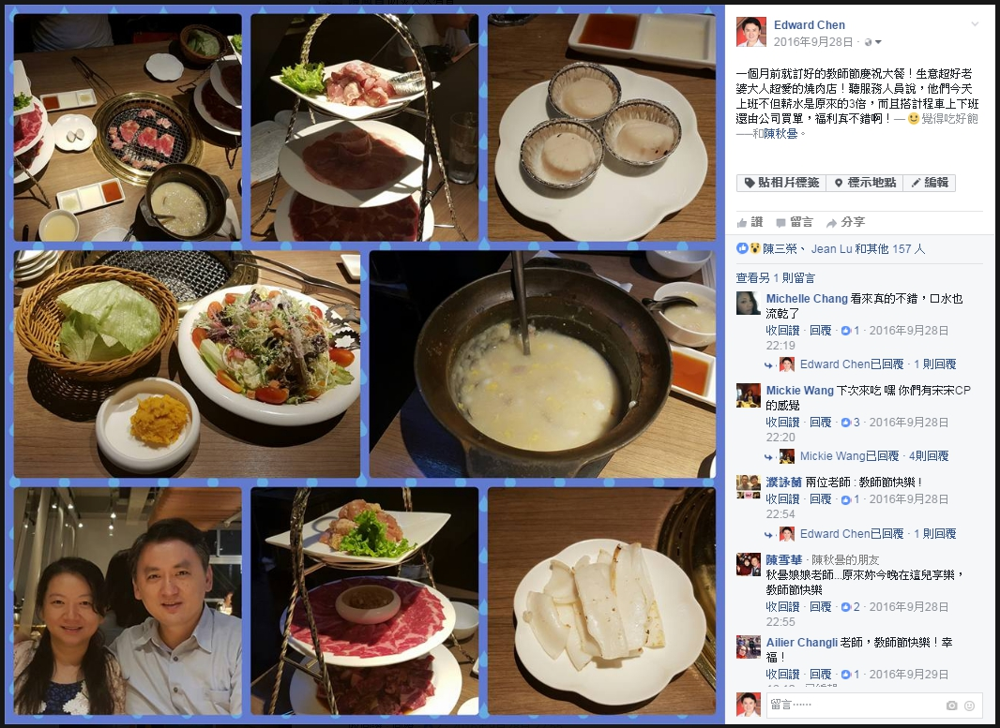 Edward Chen
2016年9月28日 ·
一個月前就訂好的教師節慶祝大餐！生意超好老
婆大人超愛的燒肉店！聽服務人員說，他們今天
上班不但薪水是原來的3倍，而且搭計程車上下班
還由公司買單，福利真不錯啊！— 覺得吃好飽
——和陳秋曇。
貼相片標籤 標示地點 編輯
讚 留言 分享
陳三榮、 Jean Lu 和其他 157 人
查看另 1 則留言
Michelle Chang 看來真的不錯，口水也
流乾了
收回讚 · 回覆 · 1 · 2016年9月28日
22:19
Edward Chen已回覆 · 1 則回覆
Mickie Wang 下次來吃 嘿 你們有宋宋CP
的感覺
收回讚 · 回覆 · 3 · 2016年9月28日
22:20
Mickie Wang已回覆 · 4則回覆
濮詠蘭 兩位老師 : 教師節快樂 !
收回讚 · 回覆 · 1 · 2016年9月28日
22:54
Edward Chen已回覆 · 1 則回覆
陳雪華 · 陳秋曇的朋友
秋曇娘娘老師...原來妳今晚在這兒享樂，
教師節快樂
收回讚 · 回覆 · 2 · 2016年9月28日
22:55
Ailier Changli 老師，教師節快樂！幸
福！
收回讚 · 回覆 · 1 · 2016年9月29日
留言······